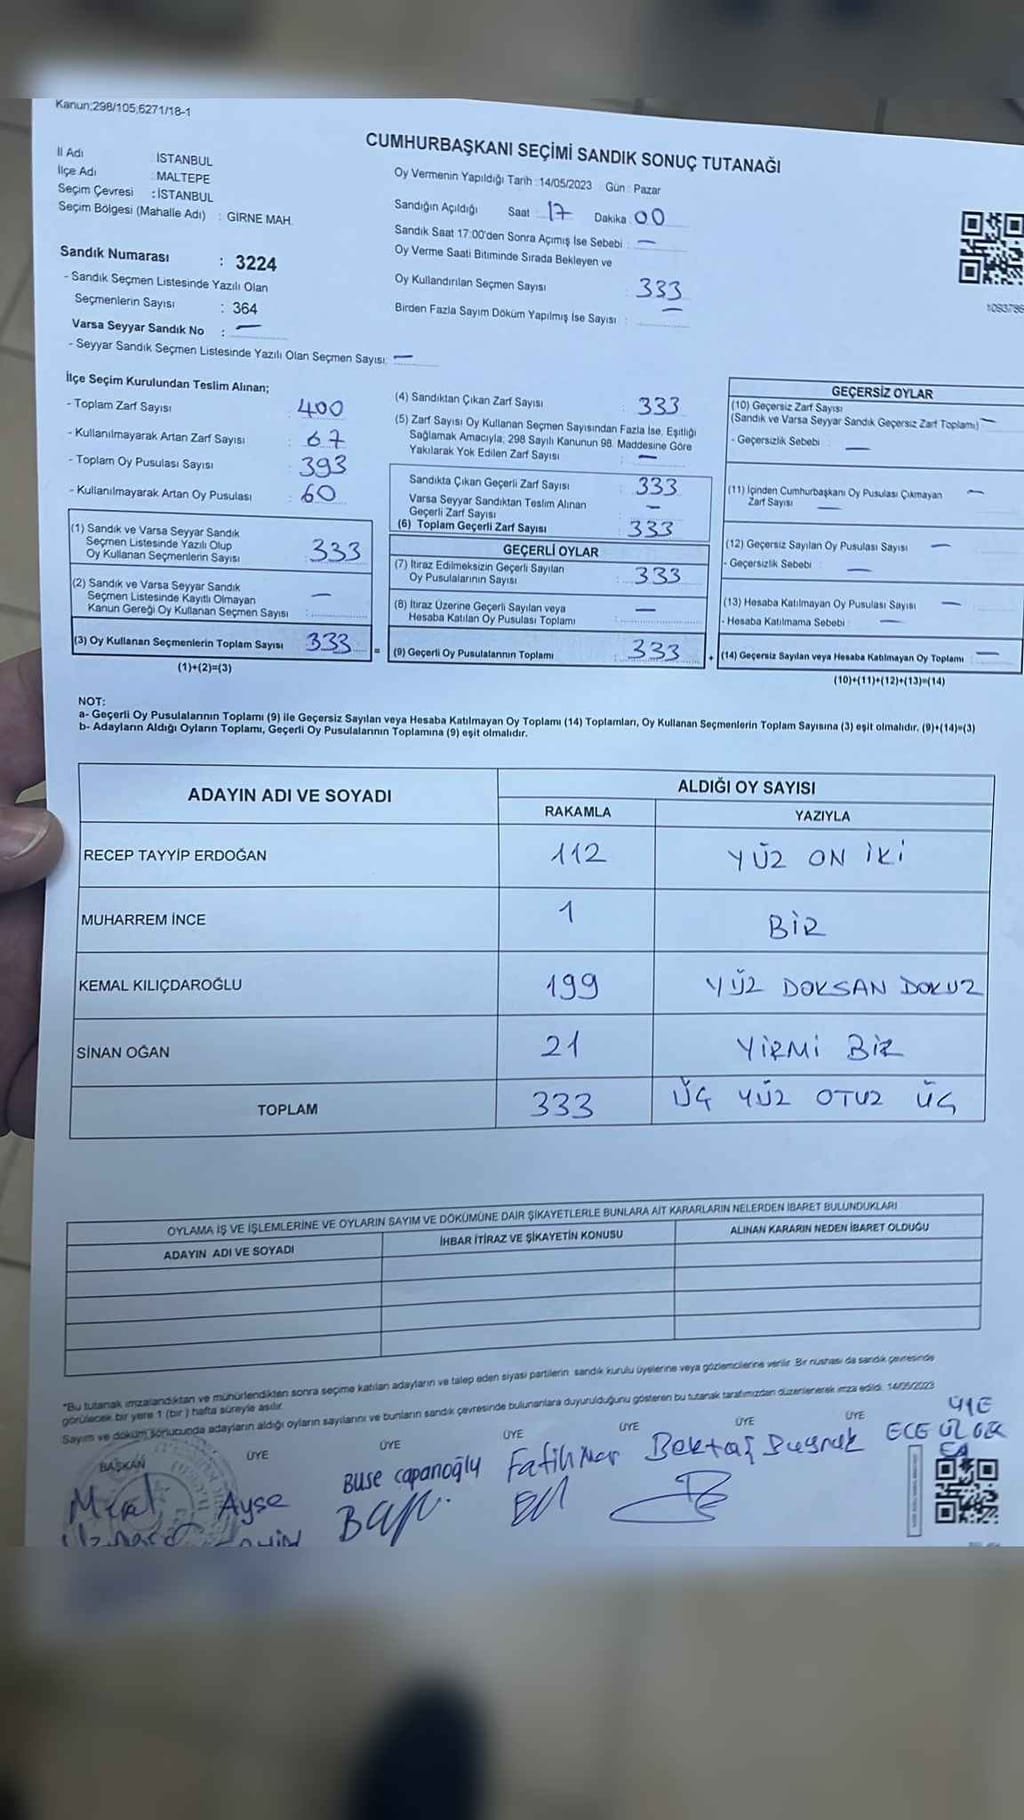 Kanun;298/105,6271/18-1
CUMHURBAŞKANI SEÇİMİ SANDIK SONUÇ TUTANAĞI
İl Adı : İSTANBUL
İlçe Adı : MALTEPE
Seçim Çevresi : İSTANBUL
Seçim Bölgesi (Mahalle Adı) : GİRNE MAH.
Oy Vermenin Yapıldığı Tarih :14/05/2023 Gün : Pazar
Sandığın Açıldığı Saat : 17 Dakika : 00
Sandık Saat 17:00'den Sonra Açılmış İse Sebebi : —
Oy Verme Saati Bitiminde Sırada Bekleyen ve
Oy Kullandırılan Seçmen Sayısı : 333
Birden Fazla Sayım Döküm Yapılmış İse Sayısı : —
Sandık Numarası : 3224
- Sandık Seçmen Listesinde Yazılı Olan
Seçmenlerin Sayısı : 364
Varsa Seyyar Sandık No : —
- Seyyar Sandık Seçmen Listesinde Yazılı Olan Seçmen Sayısı: —
İlçe Seçim Kurulundan Teslim Alınan;
- Toplam Zarf Sayısı : 400
- Kullanılmayarak Artan Zarf Sayısı : 67
- Toplam Oy Pusulası Sayısı : 393
- Kullanılmayarak Artan Oy Pusulası : 60
(1) Sandık ve Varsa Seyyar Sandık
Seçmen Listesinde Yazılı Olup
Oy Kullanan Seçmenlerin Sayısı : 333
(2) Sandık ve Varsa Seyyar Sandık
Seçmen Listesinde Kayıtlı Olmayan
Kanun Gereği Oy Kullanan Seçmen Sayısı : —
(3) Oy Kullanan Seçmenlerin Toplam Sayısı : 333 =
(1)+(2)=(3)
(4) Sandıktan Çıkan Zarf Sayısı : 333
(5) Zarf Sayısı Oy Kullanan Seçmen Sayısından Fazla İse, Eşitliği
Sağlamak Amacıyla, 298 Sayılı Kanunun 98. Maddesine Göre
Yakılarak Yok Edilen Zarf Sayısı : —
Sandıkta Çıkan Geçerli Zarf Sayısı : 333
Varsa Seyyar Sandıktan Teslim Alınan
Geçerli Zarf Sayısı : —
(6) Toplam Geçerli Zarf Sayısı : 333
GEÇERLİ OYLAR
(7) İtiraz Edilmeksizin Geçerli Sayılan
Oy Pusulalarının Sayısı : 333
(8) İtiraz Üzerine Geçerli Sayılan veya
Hesaba Katılan Oy Pusulası Toplamı : —
(9) Geçerli Oy Pusulalarının Toplamı : 333 +
GEÇERSİZ OYLAR
(10) Geçersiz Zarf Sayısı
(Sandık ve Varsa Seyyar Sandık Geçersiz Zarf Toplamı) —
- Geçersizlik Sebebi : —
(11) İçinden Cumhurbaşkanı Oy Pusulası Çıkmayan
Zarf Sayısı : —
(12) Geçersiz Sayılan Oy Pusulası Sayısı : —
- Geçersizlik Sebebi : —
(13) Hesaba Katılmayan Oy Pusulası Sayısı : —
- Hesaba Katılmama Sebebi : —
(14) Geçersiz Sayılan veya Hesaba Katılmayan Oy Toplamı : —
(10)+(11)+(12)+(13)=(14)
NOT:
a- Geçerli Oy Pusulalarının Toplamı (9) ile Geçersiz Sayılan veya Hesaba Katılmayan Oy Toplamı (14) Toplamları, Oy Kullanan Seçmenlerin Toplam Sayısına (3) eşit olmalıdır. (9)+(14)=(3)
b- Adayların Aldığı Oyların Toplamı, Geçerli Oy Pusulalarının Toplamına (9) eşit olmalıdır.
ADAYIN ADI VE SOYADI ALDIĞI OY SAYISI
RAKAMLA YAZIYLA
RECEP TAYYİP ERDOĞAN 112 YÜZ ON İKİ
MUHARREM İNCE 1 BİR
KEMAL KILIÇDAROĞLU 199 YÜZ DOKSAN DOKUZ
SİNAN OĞAN 21 YİRMİ BİR
TOPLAM 333 ÜÇ YÜZ OTUZ ÜÇ
OYLAMA İŞ VE İŞLEMLERİNE VE OYLARIN SAYIM VE DÖKÜMÜNE DAİR ŞİKAYETLERLE BUNLARA AİT KARARLARIN NELERDEN İBARET BULUNDUKLARI
ADAYIN ADI VE SOYADI İHBAR İTİRAZ VE ŞİKAYETİN KONUSU ALINAN KARARIN NEDEN İBARET OLDUĞU
"Bu tutanak imzalandıktan ve mühürlendikten sonra seçime katılan adayların ve talep eden siyasi partilerin sandık kurulu üyelerine veya gözlemcilerine verilir. Bir nüshası da sandık çevresinde
görülecek bir yere 1 (bir) hafta süreyle asılır.
Sayım ve döküm sonucunda adayların aldığı oyların sayılarını ve bunların sandık çevresinde bulunanlara duyurulduğunu gösteren bu tutanak tarafımızdan düzenlenerek imza edildi. 14/05/2023
BAŞKAN ÜYE ÜYE ÜYE ÜYE ÜYE ÜYE
ÜYE
Ayşe Buse Capanoğlu Fatih Bektaş ECE